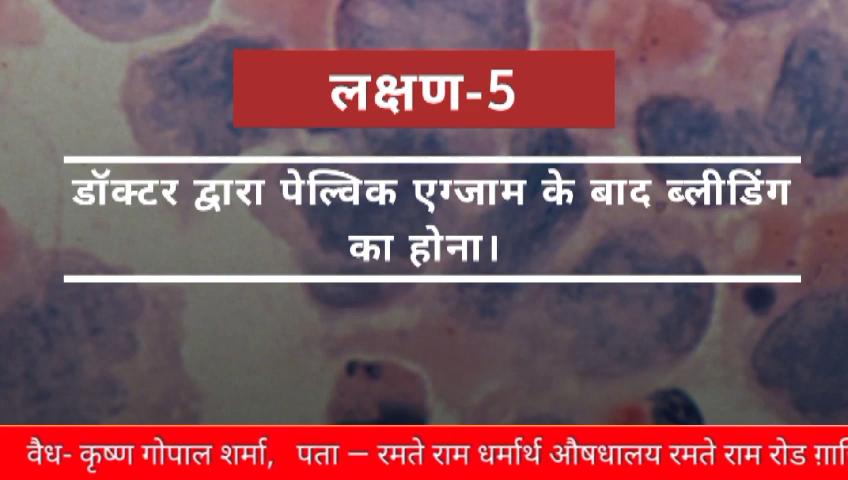 लक्षण-5
डॉक्टर द्वारा पेल्विक एग्जाम के बाद ब्लीडिंग
का होना।
वैध- कृष्ण गोपाल शर्मा, पता – रमते राम धर्मार्थ औषधालय रमते राम रोड